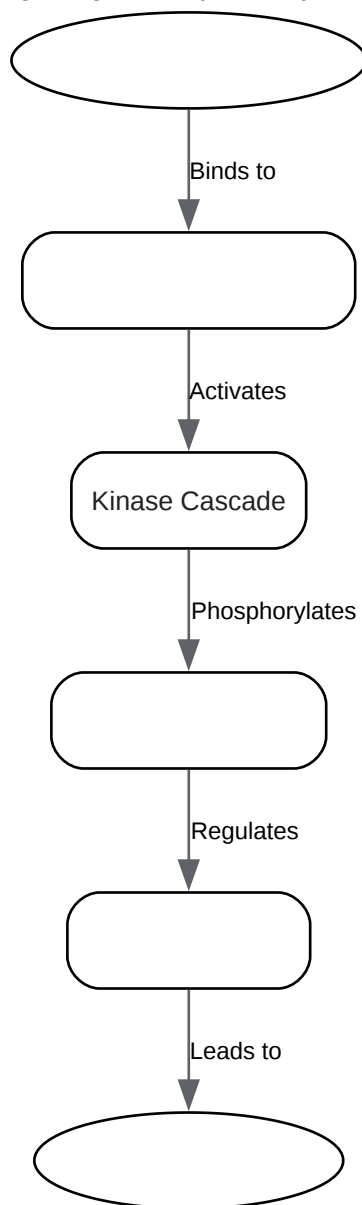 Binds to
Activates
Kinase Cascade
Phosphorylates
Regulates
Leads to